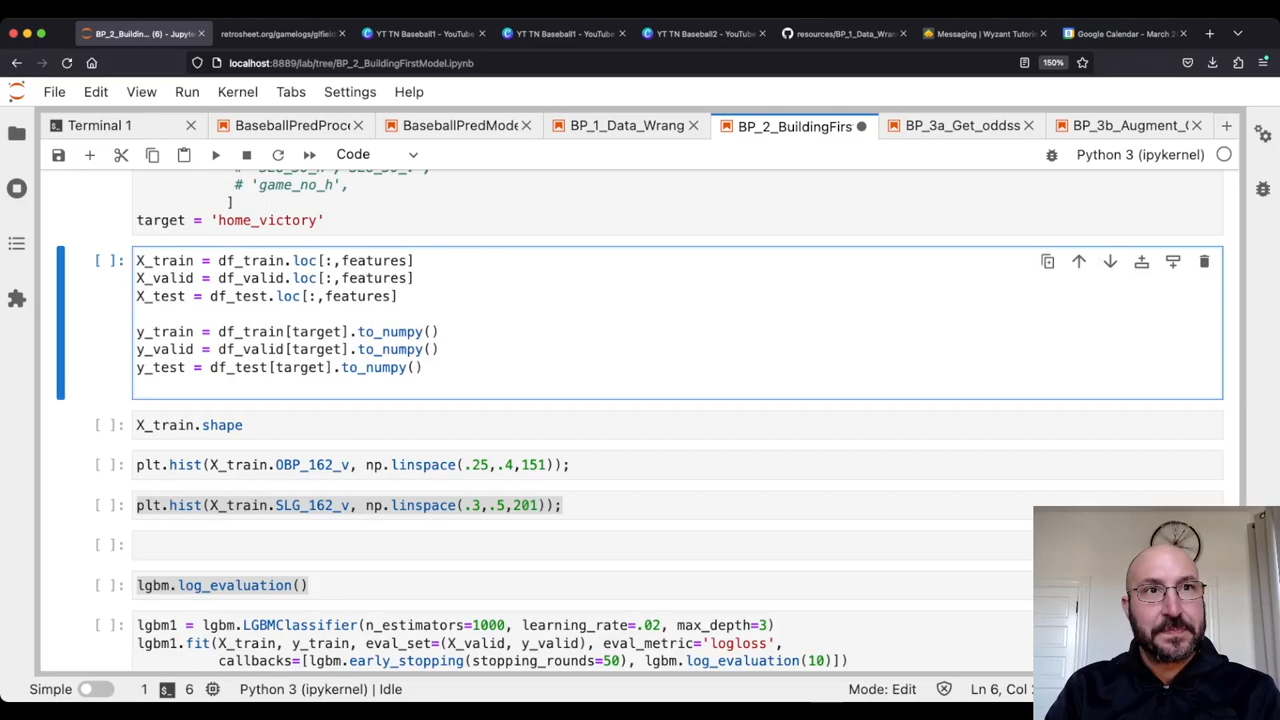 BP_2_Buildin... (6) - Jupyter
retrosheet.org/gamelogs/glfield
YT TN Baseball1 - YouTube
YT TN Baseball1 - YouTube
YT TN Baseball2 - YouTube
resources/BP_1_Data_Wran
Messaging | Wyzant Tutorin
Google Calendar - March 2
localhost:8889/lab/tree/BP_2_BuildingFirstModel.ipynb
150%
File Edit View Run Kernel Tabs Settings Help
Terminal 1
BaseballPredProc
BaseballPredMod
BP_1_Data_Wrang
BP_2_BuildingFirs
BP_3a_Get_oddss
BP_3b_Augment_
Code
Python 3 (ipykernel)
# 'game_no_h',
]
target = 'home_victory'
[ ]:
X_train = df_train.loc[:,features]
X_valid = df_valid.loc[:,features]
X_test = df_test.loc[:,features]
y_train = df_train[target].to_numpy()
y_valid = df_valid[target].to_numpy()
y_test = df_test[target].to_numpy()
[ ]: X_train.shape
[ ]: plt.hist(X_train.OBP_162_v, np.linspace(.25,.4,151));
[ ]: plt.hist(X_train.SLG_162_v, np.linspace(.3,.5,201));
[ ]:
[ ]: lgbm.log_evaluation()
[ ]: lgbm1 = lgbm.LGBMClassifier(n_estimators=1000, learning_rate=.02, max_depth=3)
lgbm1.fit(X_train, y_train, eval_set=(X_valid, y_valid), eval_metric='logloss',
callbacks=[lgbm.early_stopping(stopping_rounds=50), lgbm.log_evaluation(10)])
Simple 1 6 Python 3 (ipykernel) | Idle Mode: Edit Ln 6, Col